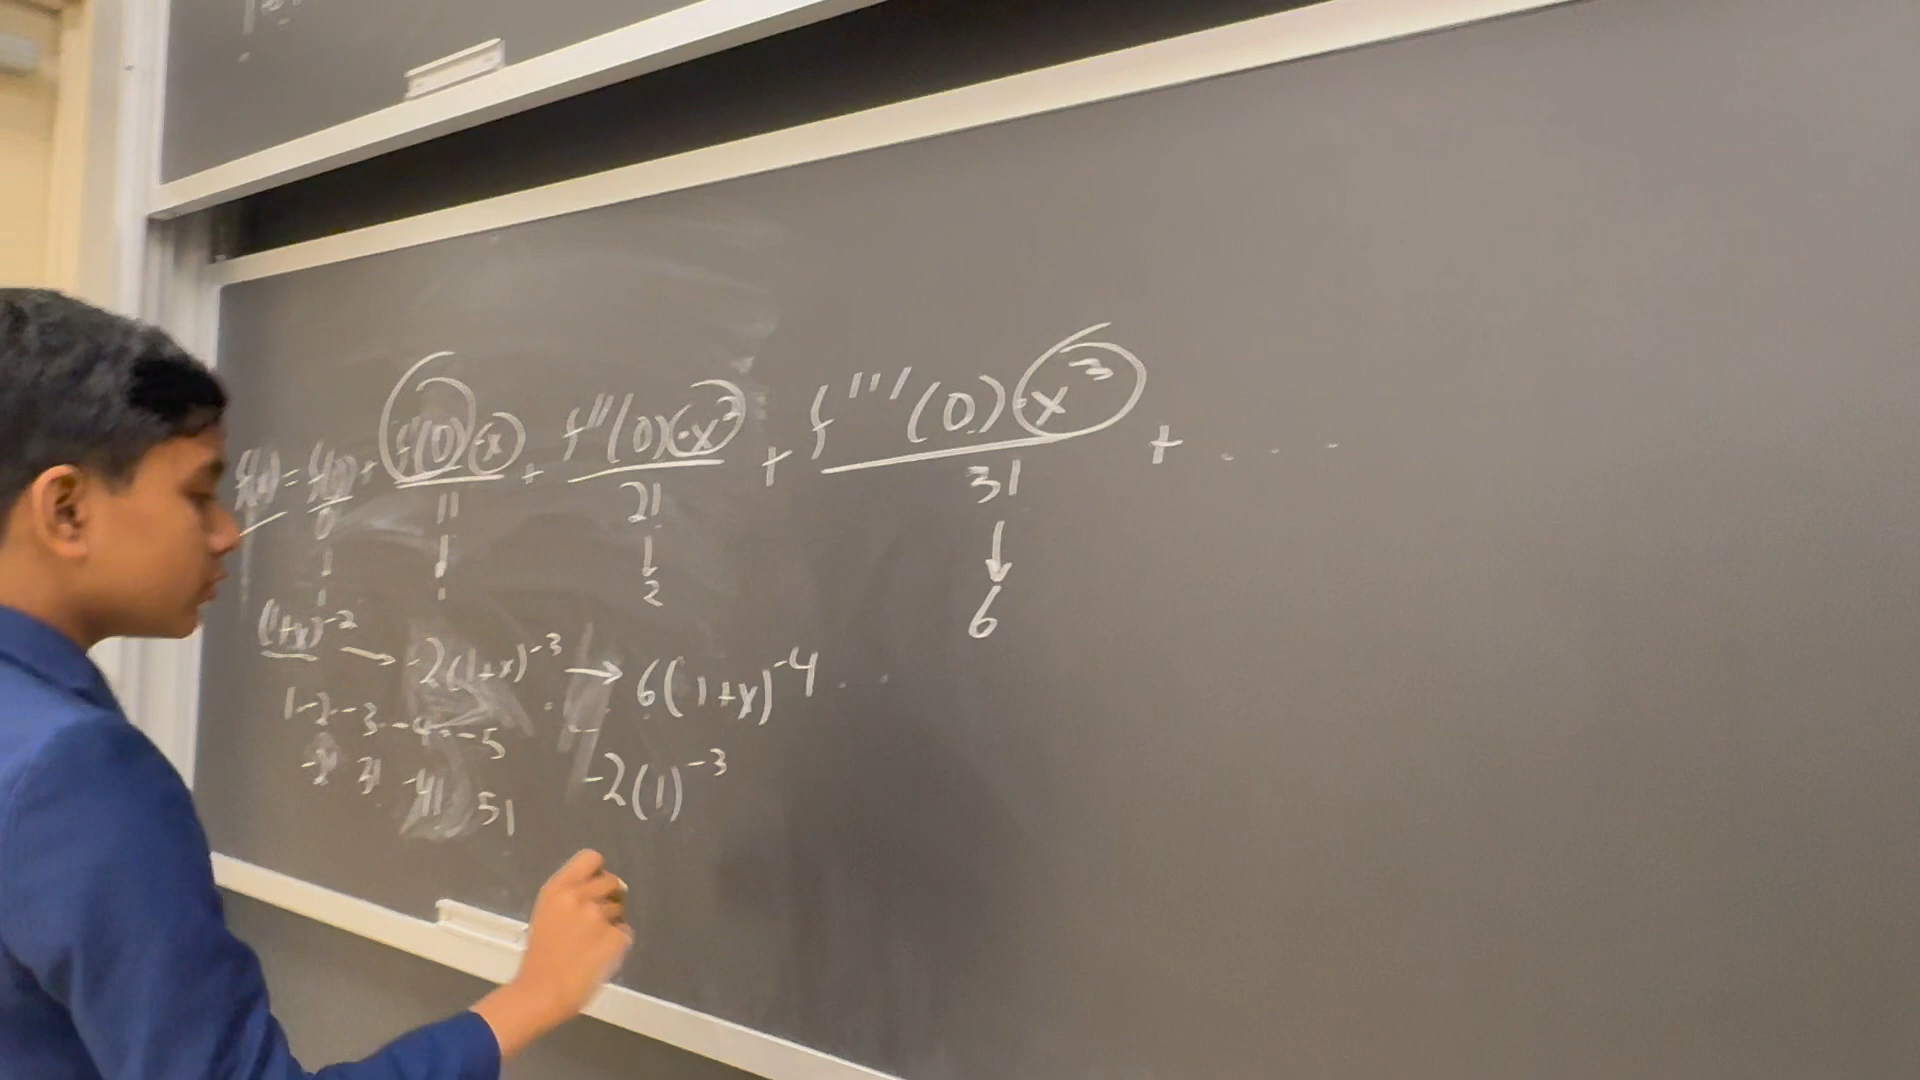 f(x) = f(0) + f'(0)·x + f''(0)·x² + f'''(0)·x³ + ....
0! 1! 2! 3!
↓ ↓ ↓ ↓
1 1 2 6
(1+x)⁻² → -2(1+x)⁻³ → 6(1+x)⁻⁴ ...
1·-2·-3·-4·-5
-2! 3! -4! 5!
-2(1)⁻³